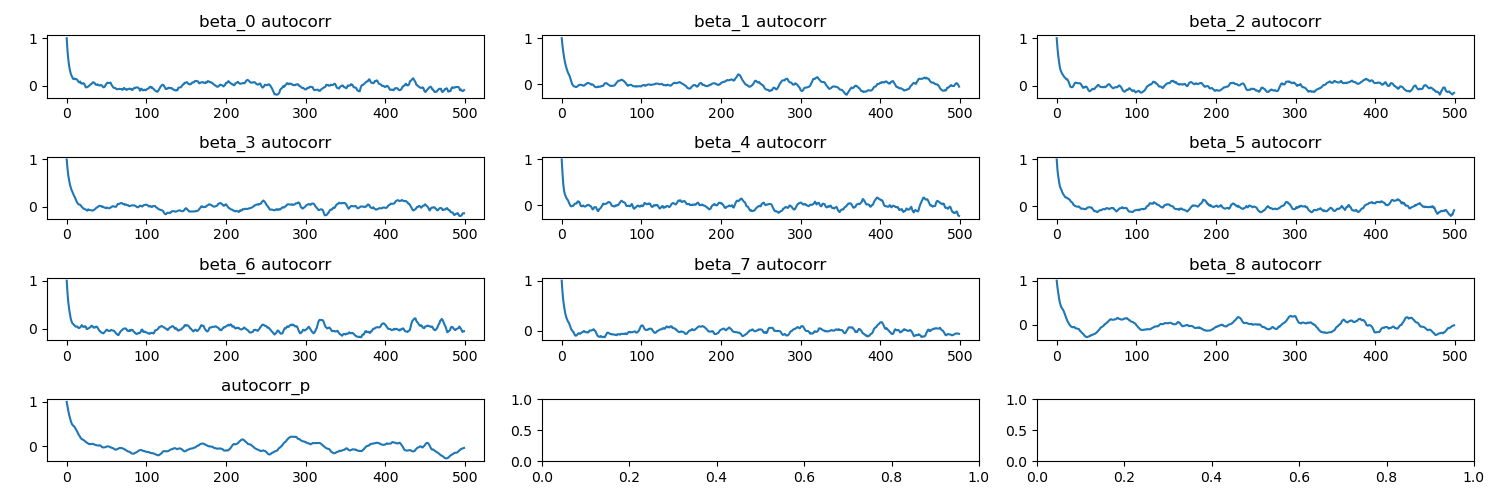 beta_0 autocorr beta_1 autocorr beta_2 autocorr
1 1 1
0 0 0
0 100 200 300 400 500 0 100 200 300 400 500 0 100 200 300 400 500
beta_3 autocorr beta_4 autocorr beta_5 autocorr
1 1 1
0 0 0
0 100 200 300 400 500 0 100 200 300 400 500 0 100 200 300 400 500
beta_6 autocorr beta_7 autocorr beta_8 autocorr
1 1 1
0 0 0
0 100 200 300 400 500 0 100 200 300 400 500 0 100 200 300 400 500
autocorr_p
1 1.0 1.0
0.5 0.5
0 0.0 0.0
0 100 200 300 400 500 0.0 0.2 0.4 0.6 0.8 1.0 0.0 0.2 0.4 0.6 0.8 1.0